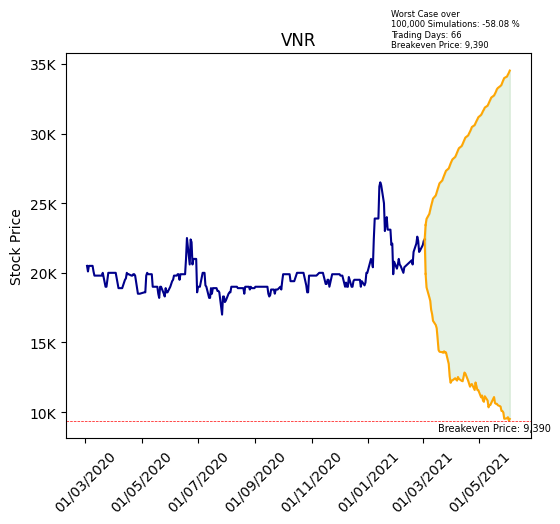 Worst Case over
100,000 Simulations: -58.08 %
Trading Days: 66
Breakeven Price: 9,390
VNR
Stock Price
35K
30K
25K
20K
15K
10K
Breakeven Price: 9,390
01/03/2020
01/05/2020
01/07/2020
01/09/2020
01/11/2020
01/01/2021
01/03/2021
01/05/2021